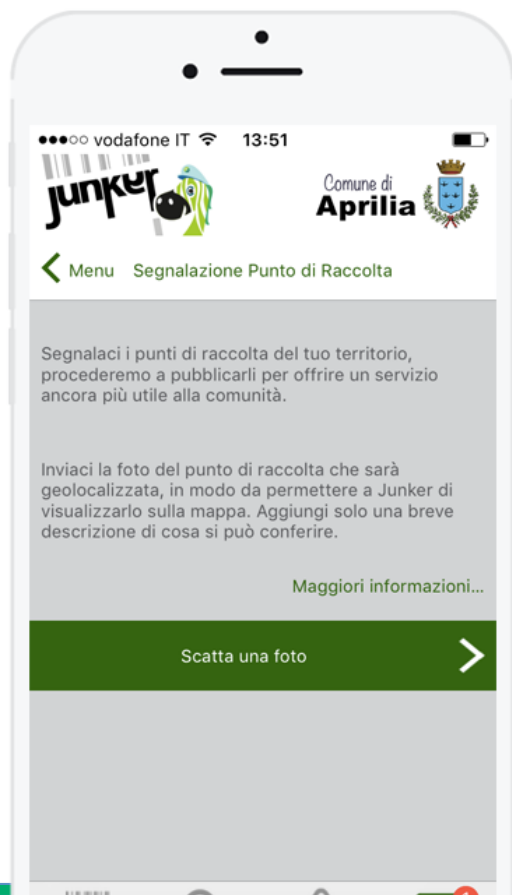 vodafone IT 13:51
junker
Comune di
Aprilia
Menu Segnalazione Punto di Raccolta
Segnalaci i punti di raccolta del tuo territorio,
procederemo a pubblicarli per offrire un servizio
ancora più utile alla comunità.
Inviaci la foto del punto di raccolta che sarà
geolocalizzata, in modo da permettere a Junker di
visualizzarlo sulla mappa. Aggiungi solo una breve
descrizione di cosa si può conferire.
Maggiori informazioni...
Scatta una foto